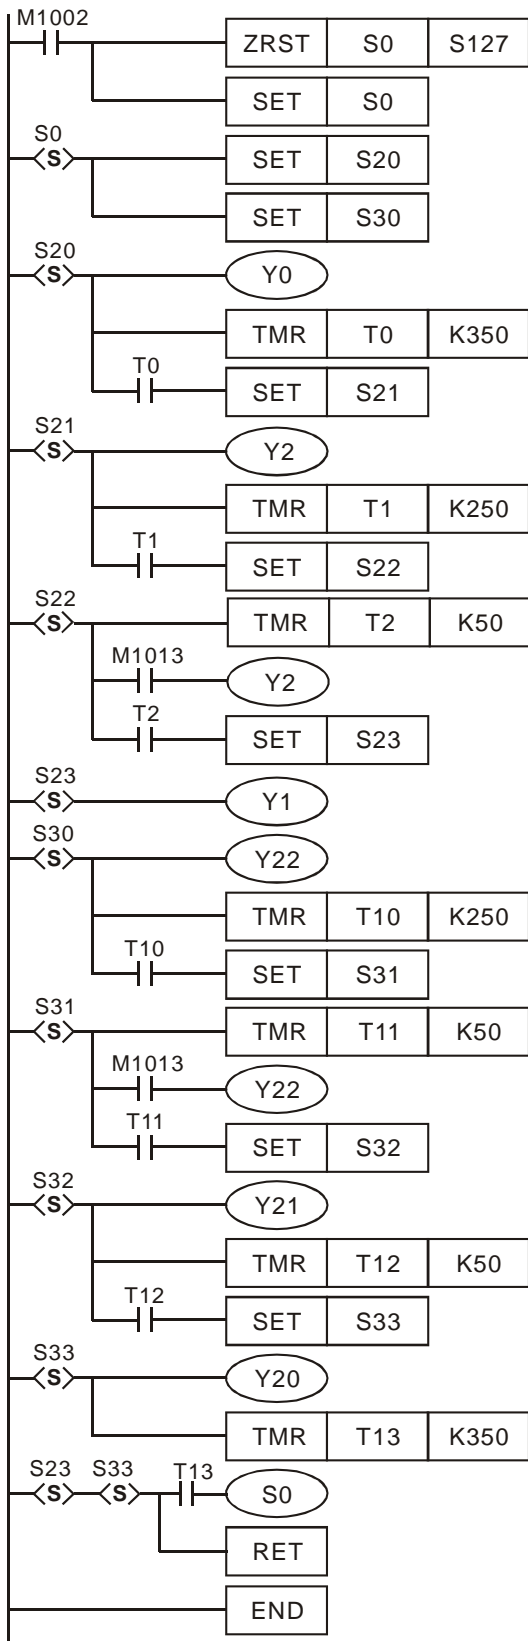 M1002
ZRST S0 S127
SET S0
S0
S SET S20
SET S30
S20
S Y0
TMR T0 K350
T0
SET S21
S21
S Y2
TMR T1 K250
T1
SET S22
S22
S TMR T2 K50
M1013
Y2
T2
SET S23
S23
S Y1
S30
S Y22
TMR T10 K250
T10
SET S31
S31
S TMR T11 K50
M1013
Y22
T11
SET S32
S32
S Y21
TMR T12 K50
T12
SET S33
S33
S Y20
TMR T13 K350
S23 S33 T13
S S S0
RET
END